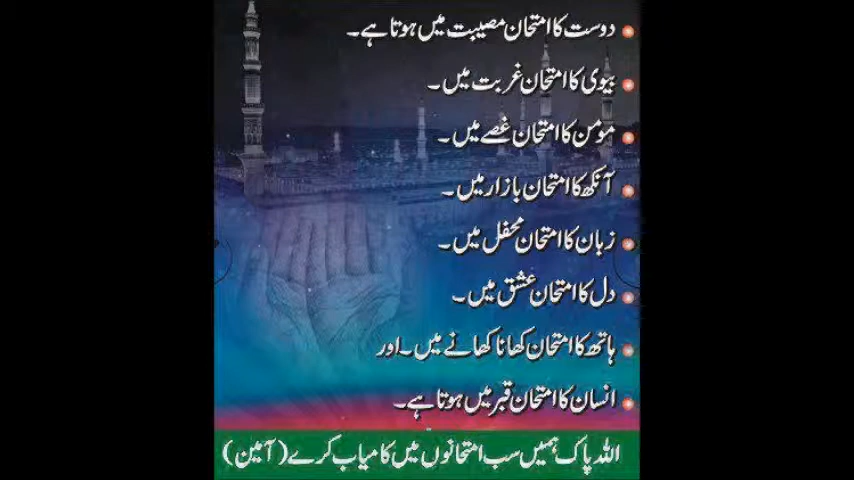 دوست کا امتحان مصیبت میں ہوتا ہے۔
بیوی کا امتحان غربت میں۔
مومن کا امتحان غصے میں۔
آنکھ کا امتحان بازار میں۔
زبان کا امتحان محفل میں۔
دل کا امتحان عشق میں۔
ہاتھ کا امتحان کھانا کھانے میں۔ اور
انسان کا امتحان قبر میں ہوتا ہے۔
اللہ پاک ہمیں سب امتحانوں میں کامیاب کرے (آمین)